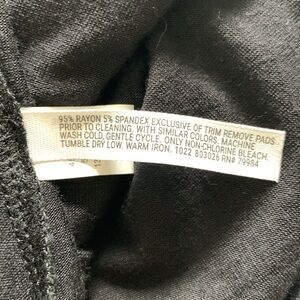 95% RAYON 5% SPANDEX EXCLUSIVE OF TRIM REMOVE PADS
PRIOR TO CLEANING. WITH SIMILAR COLORS. MACHINE
WASH COLD, GENTLE CYCLE. ONLY NON-CHLORINE BLEACH.
TUMBLE DRY LOW. WARM IRON. 1022 803026 RN# 79984